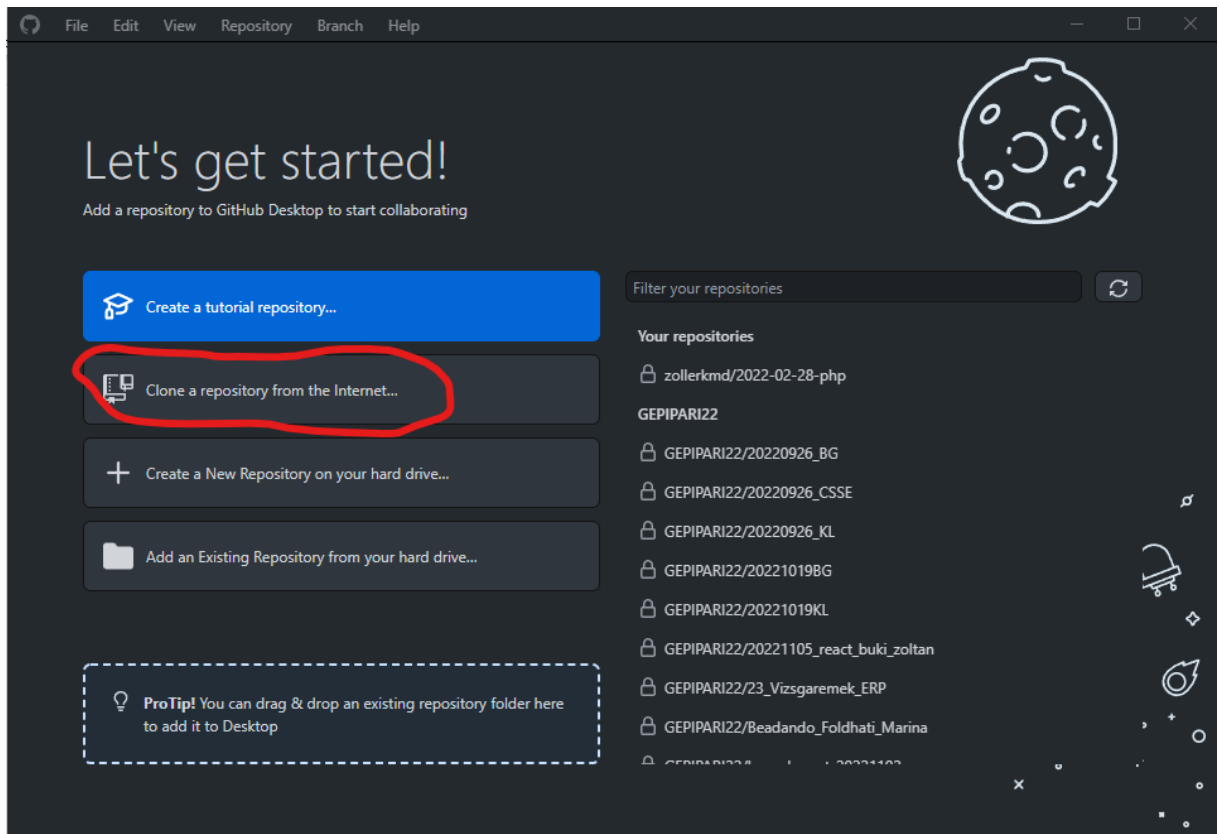 File Edit View Repository Branch Help
Let's get started!
Add a repository to GitHub Desktop to start collaborating
Create a tutorial repository...
Clone a repository from the Internet...
Create a New Repository on your hard drive...
Add an Existing Repository from your hard drive...
ProTip! You can drag & drop an existing repository folder here
to add it to Desktop
Filter your repositories
Your repositories
zollerkmd/2022-02-28-php
GEPIPARI22
GEPIPARI22/20220926_BG
GEPIPARI22/20220926_CSSE
GEPIPARI22/20220926_KL
GEPIPARI22/20221019BG
GEPIPARI22/20221019KL
GEPIPARI22/20221105_react_buki_zoltan
GEPIPARI22/23_Vizsgaremek_ERP
GEPIPARI22/Beadando_Foldhati_Marina